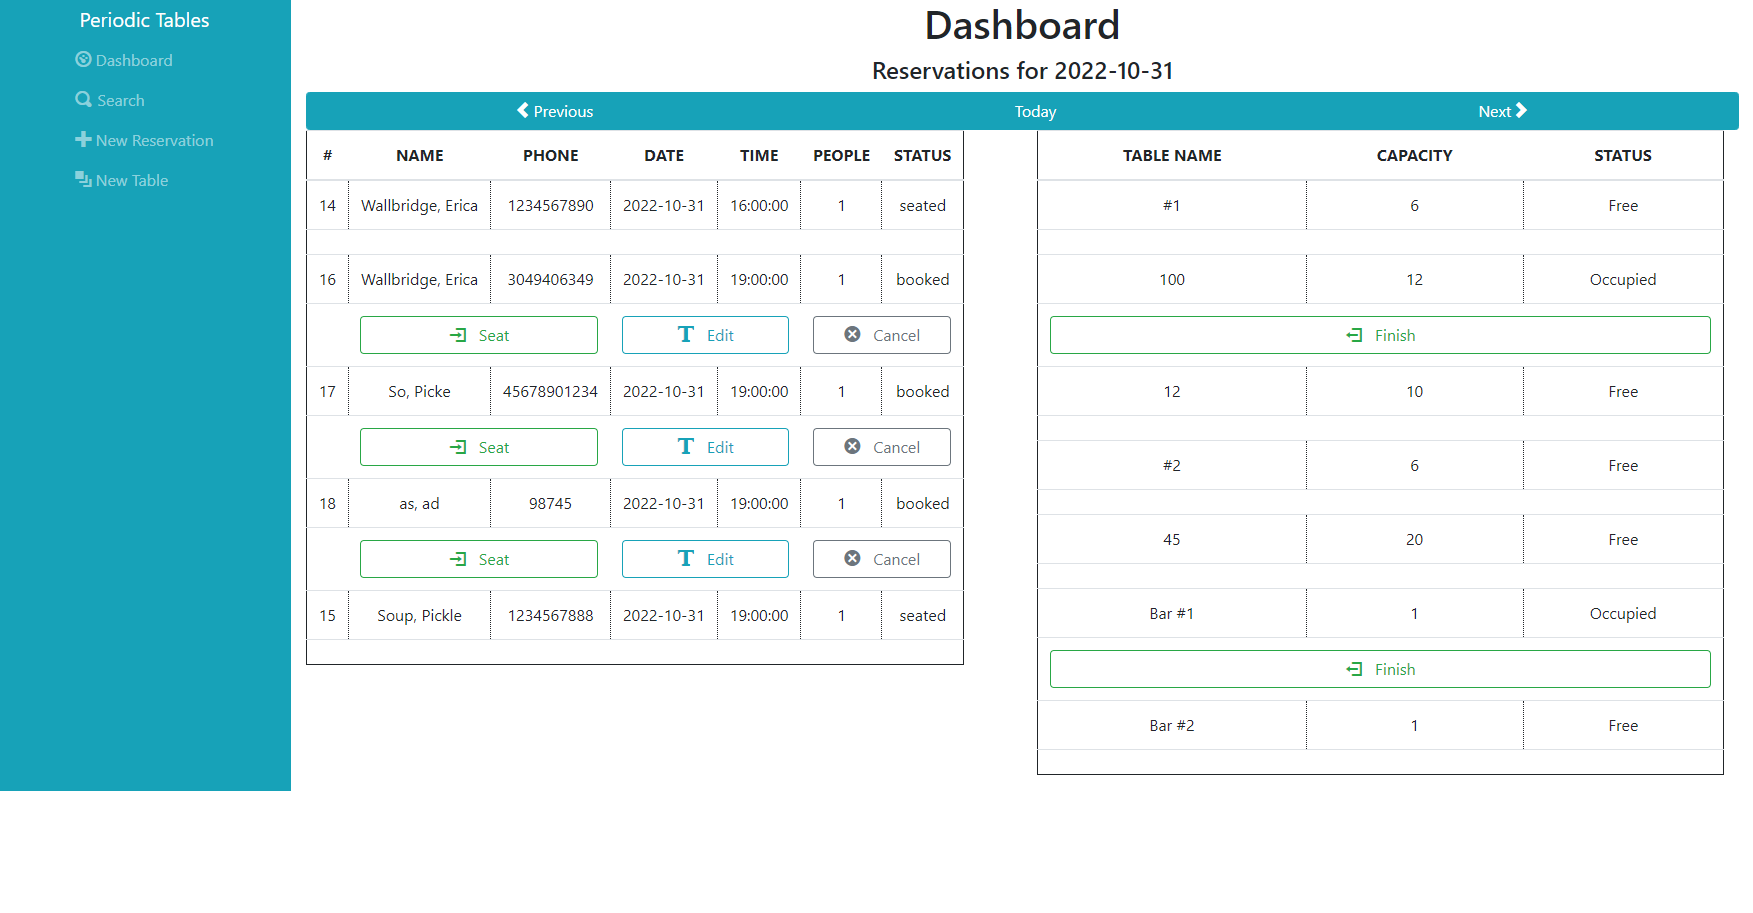 Periodic Tables
Dashboard
Search
New Reservation
New Table
Dashboard
Reservations for 2022-10-31
Previous Today Next
# NAME PHONE DATE TIME PEOPLE STATUS
14 Wallbridge, Erica 1234567890 2022-10-31 16:00:00 1 seated
16 Wallbridge, Erica 3049406349 2022-10-31 19:00:00 1 booked
Seat Edit Cancel
17 So, Picke 45678901234 2022-10-31 19:00:00 1 booked
Seat Edit Cancel
18 as, ad 98745 2022-10-31 19:00:00 1 booked
Seat Edit Cancel
15 Soup, Pickle 1234567888 2022-10-31 19:00:00 1 seated
TABLE NAME CAPACITY STATUS
#1 6 Free
100 12 Occupied
Finish
12 10 Free
#2 6 Free
45 20 Free
Bar #1 1 Occupied
Finish
Bar #2 1 Free